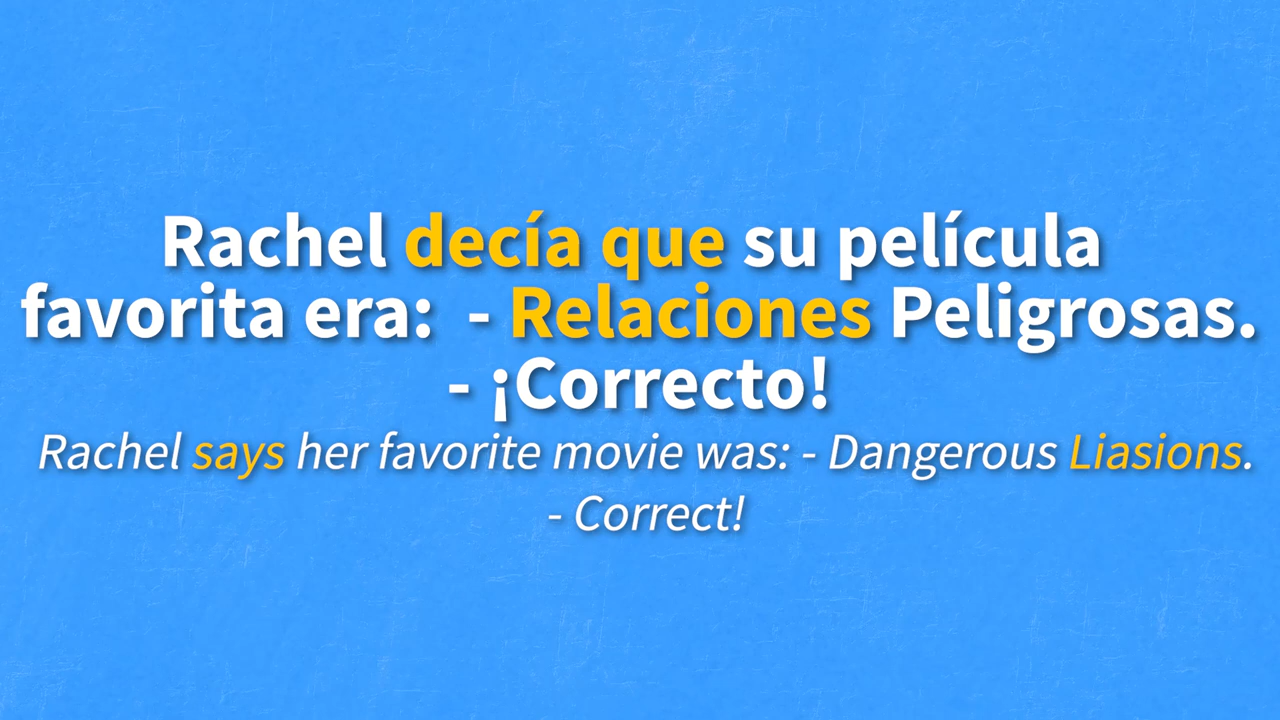 Rachel decía que su película
favorita era:  - Relaciones Peligrosas.
- ¡Correcto!
Rachel says her favorite movie was: - Dangerous Liasions.
- Correct!